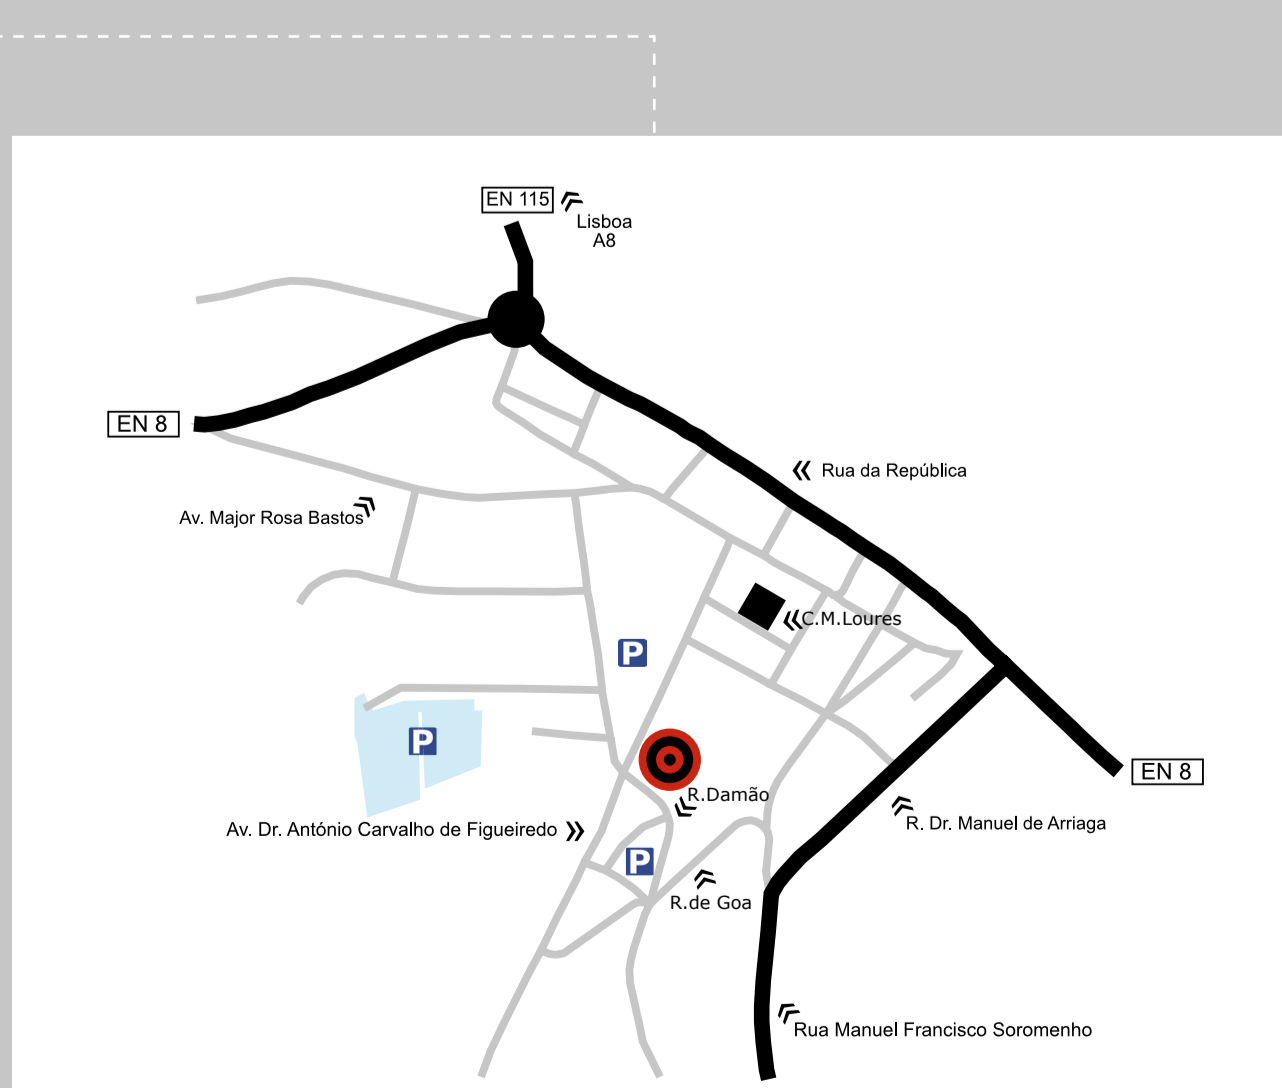 EN 115
Lisboa
A8
EN 8
Rua da República
Av. Major Rosa Bastos
C.M.Loures
P
P
EN 8
R.Damão
R. Dr. Manuel de Arriaga
Av. Dr. António Carvalho de Figueiredo
P
R.de Goa
Rua Manuel Francisco Soromenho